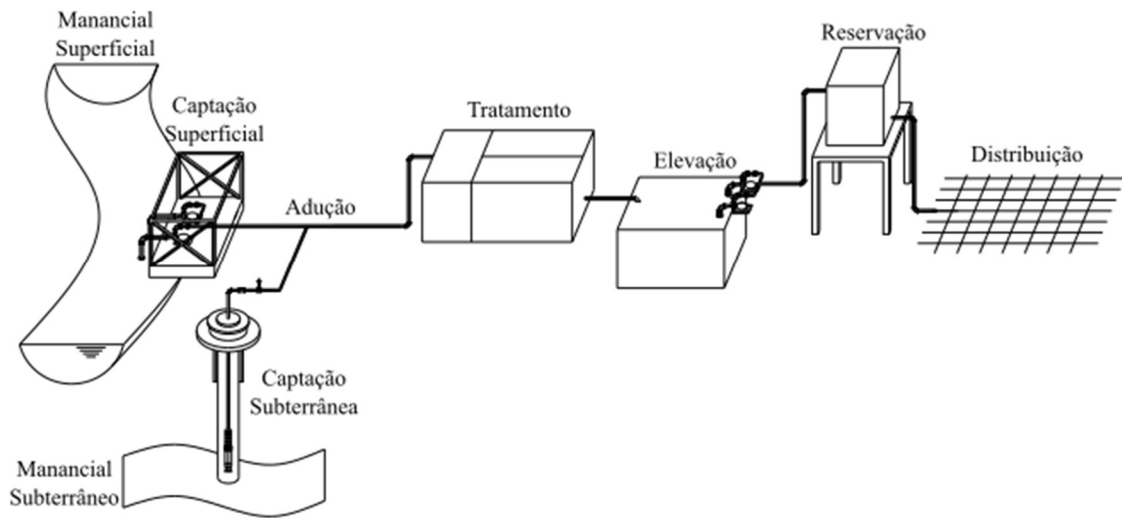 Manancial
Superficial
Captação
Superficial
Adução
Tratamento
Elevação
Reservação
Distribuição
Captação
Subterrânea
Manancial
Subterrâneo